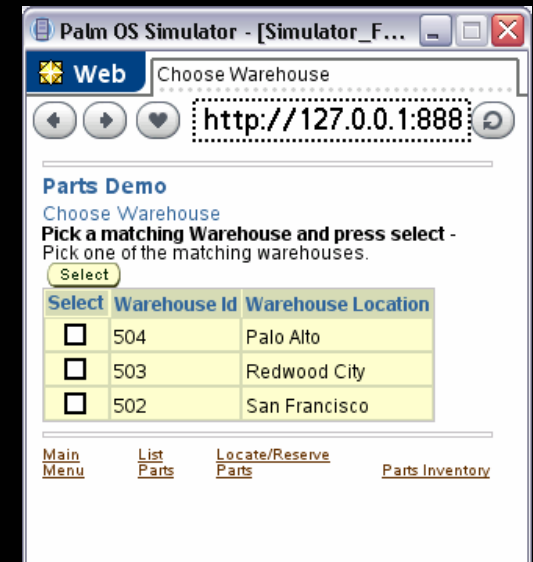 Palm OS Simulator - [Simulator_F...
Web
Choose Warehouse
http://127.0.0.1:888
Parts Demo
Choose Warehouse
Pick a matching Warehouse and press select -
Pick one of the matching warehouses.
Select
Select Warehouse Id Warehouse Location
504 Palo Alto
503 Redwood City
502 San Francisco
Main List Locate/Reserve
Menu Parts Parts Parts Inventory